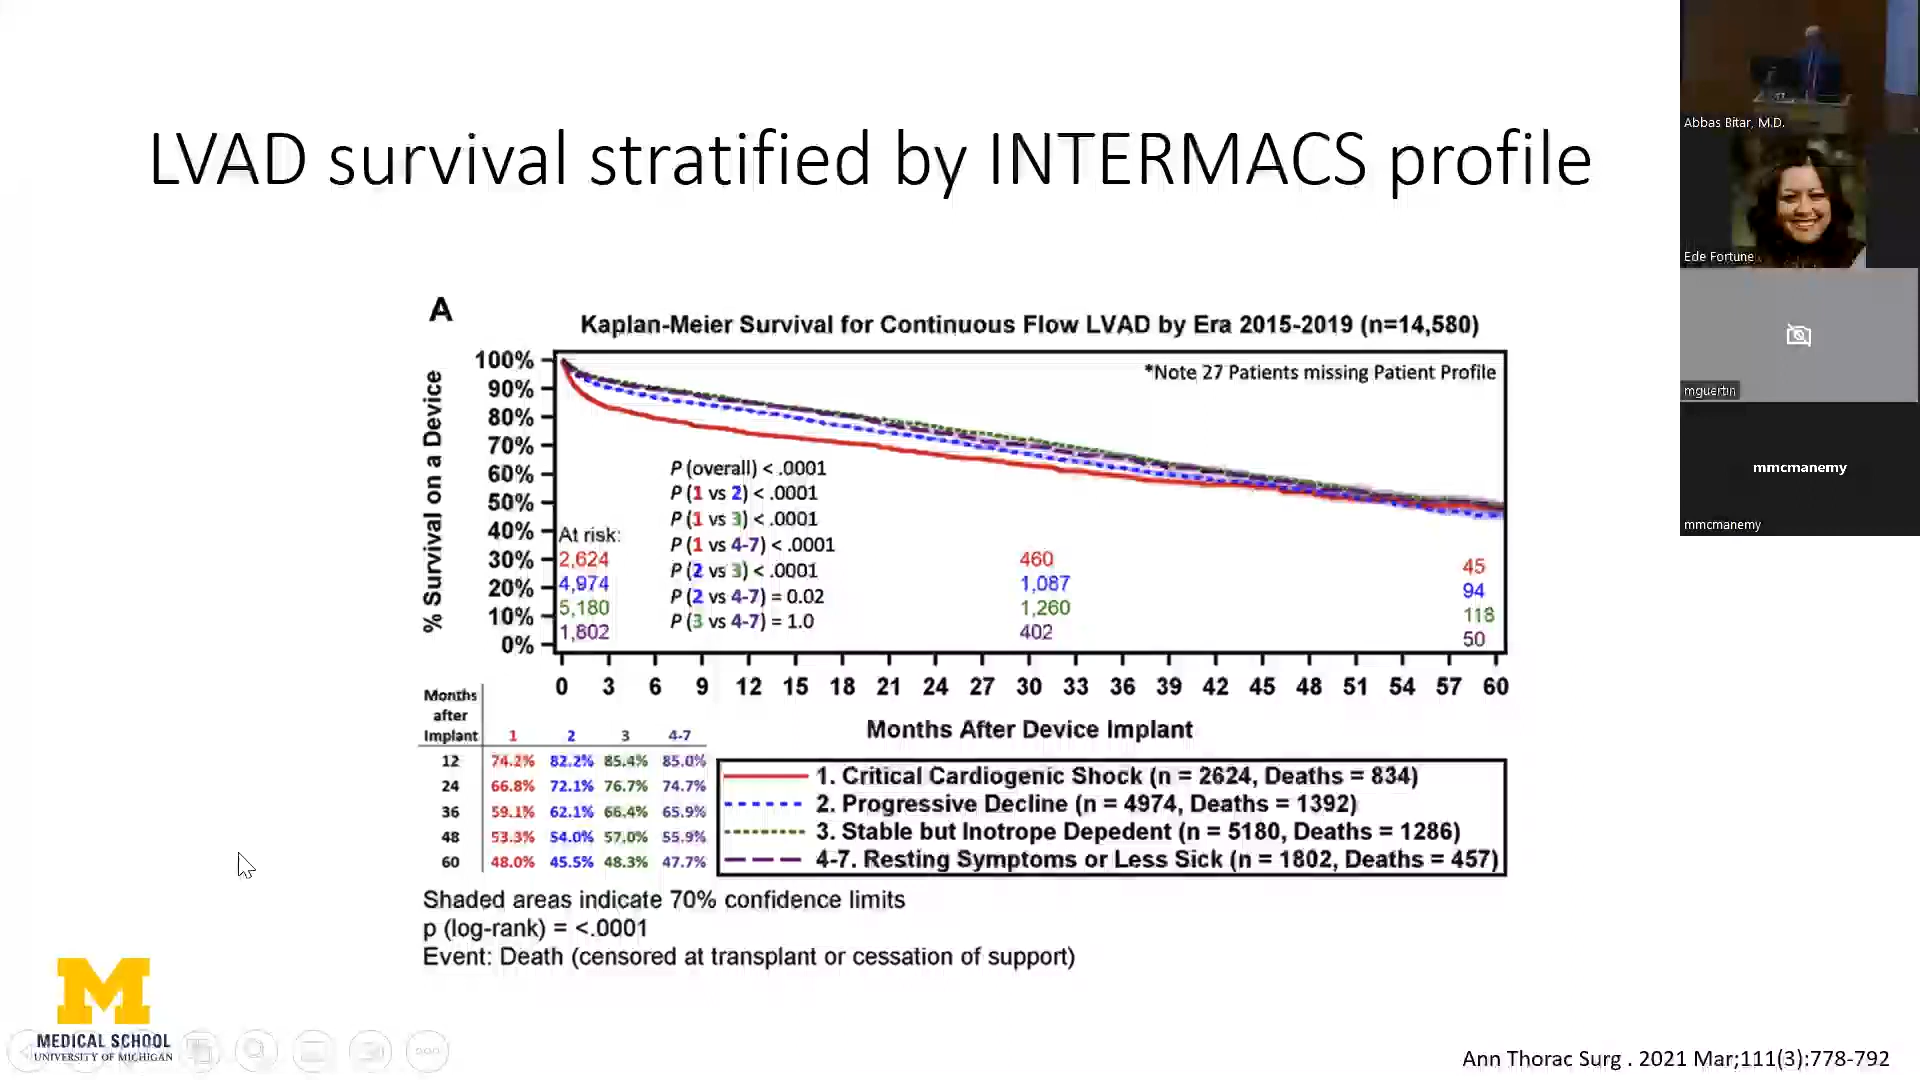 LVAD survival stratified by INTERMACS profile
A
Kaplan-Meier Survival for Continuous Flow LVAD by Era 2015-2019 (n=14,580)
*Note 27 Patients missing Patient Profile
% Survival on a Device
100%
90%
80%
70%
60%
50%
40%
30%
20%
10%
0%
P (overall) < .0001
P (1 vs 2) < .0001
P (1 vs 3) < .0001
P (1 vs 4-7) < .0001
P (2 vs 3) < .0001
P (2 vs 4-7) = 0.02
P (3 vs 4-7) = 1.0
At risk:
2,624 460 45
4,974 1,087 94
5,180 1,260 118
1,802 402 50
0 3 6 9 12 15 18 21 24 27 30 33 36 39 42 45 48 51 54 57 60
Months After Device Implant
Months
after
Implant 1 2 3 4-7
12 74.2% 82.2% 85.4% 85.0%
24 66.8% 72.1% 76.7% 74.7%
36 59.1% 62.1% 66.4% 65.9%
48 53.3% 54.0% 57.0% 55.9%
60 48.0% 45.5% 48.3% 47.7%
1. Critical Cardiogenic Shock (n = 2624, Deaths = 834)
2. Progressive Decline (n = 4974, Deaths = 1392)
3. Stable but Inotrope Depedent (n = 5180, Deaths = 1286)
4-7. Resting Symptoms or Less Sick (n = 1802, Deaths = 457)
Shaded areas indicate 70% confidence limits
p (log-rank) = <.0001
Event: Death (censored at transplant or cessation of support)
M
MEDICAL SCHOOL
UNIVERSITY OF MICHIGAN
Ann Thorac Surg . 2021 Mar;111(3):778-792
Abbas Bitar, M.D.
Ede Fortune
mguertin
mmcmanemy
mmcmanemy